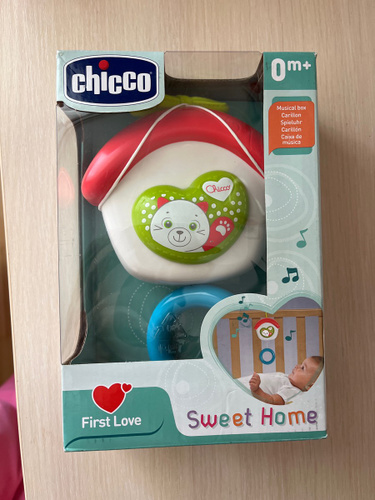 chicco
0m+
Musical box
Carillon
Spieluhr
Carillón
Caixa de
música
Chicco
First Love
Sweet Home